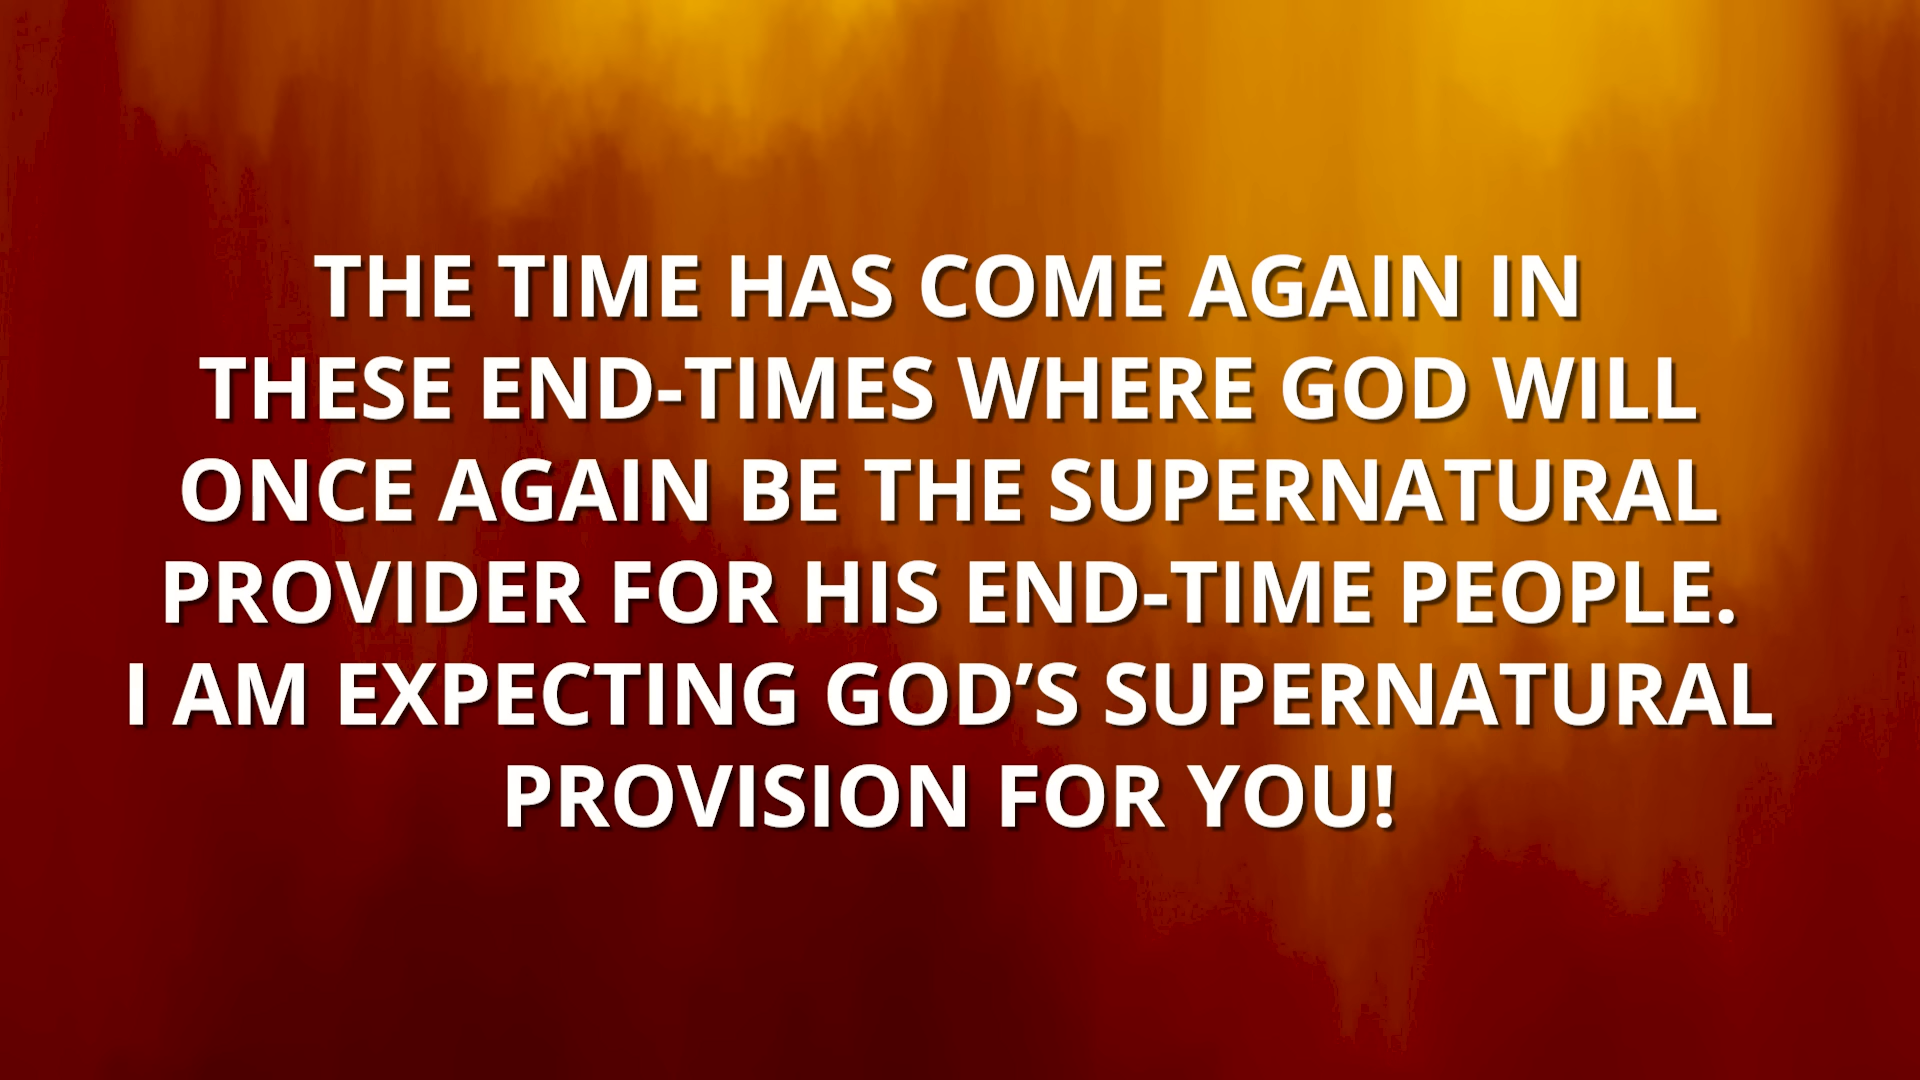 THE TIME HAS COME AGAIN IN
THESE END-TIMES WHERE GOD WILL
ONCE AGAIN BE THE SUPERNATURAL
PROVIDER FOR HIS END-TIME PEOPLE.
I AM EXPECTING GOD’S SUPERNATURAL
PROVISION FOR YOU!